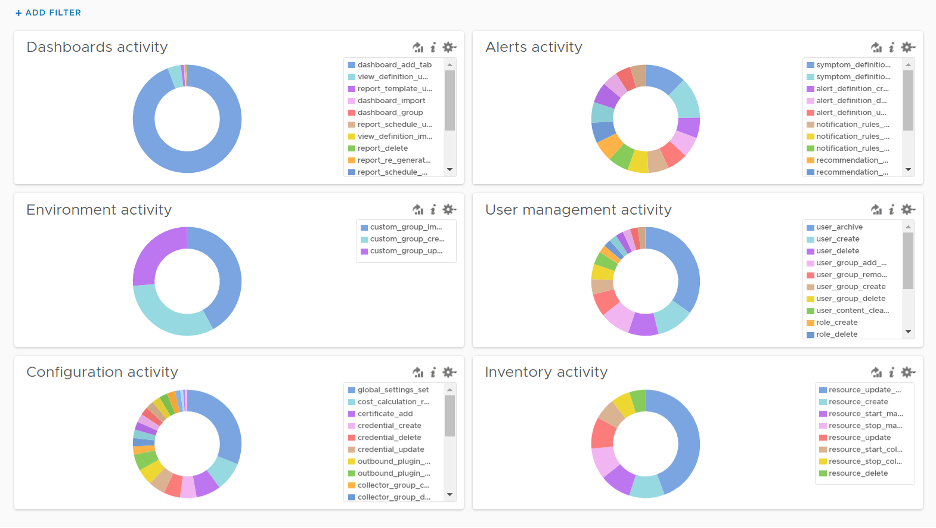 + ADD FILTER
Dashboards activity
dashboard_add_tab
view_definition_u...
report_template_u...
dashboard_import
dashboard_group
report_schedule_u...
view_definition_im...
report_delete
report_re_generat...
report_schedule_...
Alerts activity
symptom_definitio...
symptom_definitio...
alert_definition_cr...
alert_definition_d...
alert_definition_u...
notification_rules_...
notification_rules_...
notification_rules_...
recommendation_...
recommendation_...
Environment activity
custom_group_im...
custom_group_cre...
custom_group_up...
User management activity
user_archive
user_create
user_delete
user_group_add_...
user_group_remo...
user_group_create
user_group_delete
user_content_clea...
role_create
role_delete
Configuration activity
global_settings_set
cost_calculation_r...
certificate_add
credential_create
credential_delete
credential_update
outbound_plugin_...
outbound_plugin_...
collector_group_c...
collector_group_d...
Inventory activity
resource_update_...
resource_create
resource_start_ma...
resource_stop_ma...
resource_update
resource_start_col...
resource_stop_col...
resource_delete